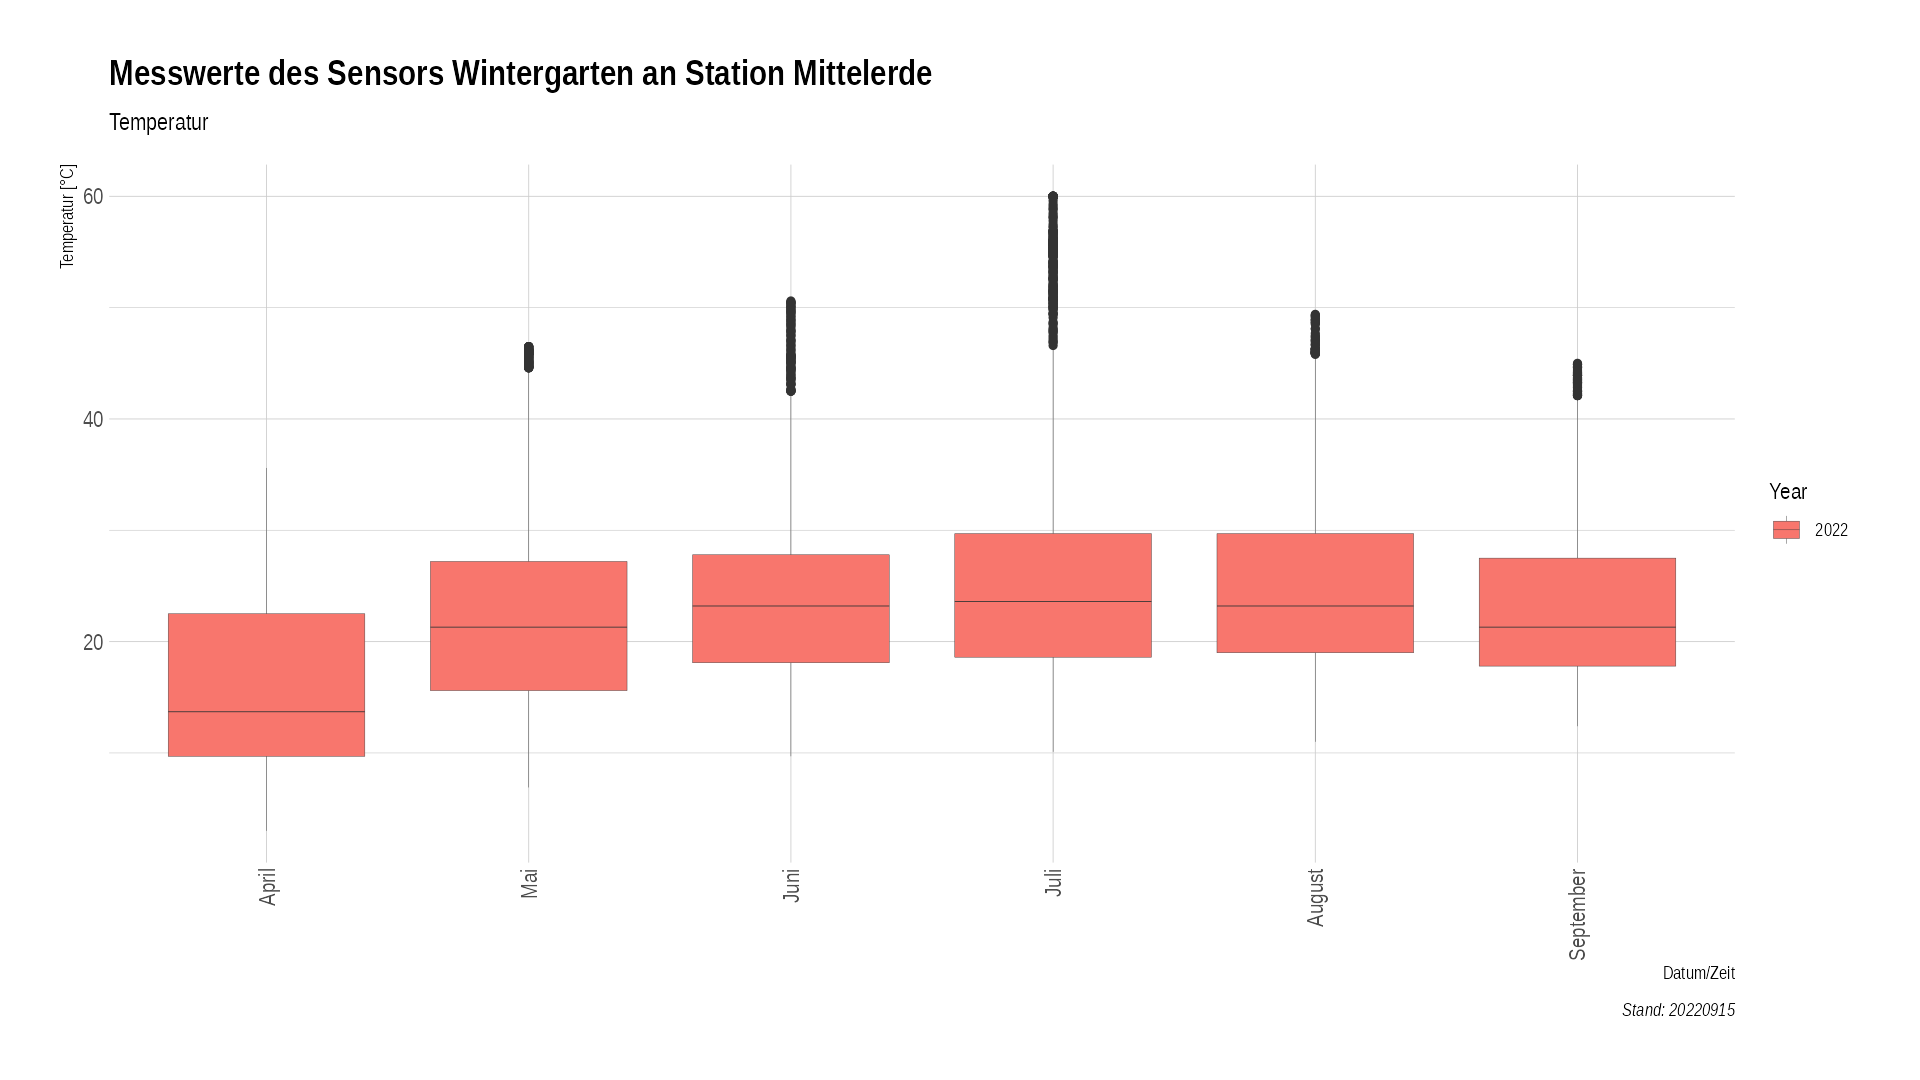 Messwerte des Sensors Wintergarten an Station Mittelerde
Temperatur
Temperatur [°C]
60
40
20
April
Mai
Juni
Juli
August
September
Datum/Zeit
Stand: 20220915
Year
2022